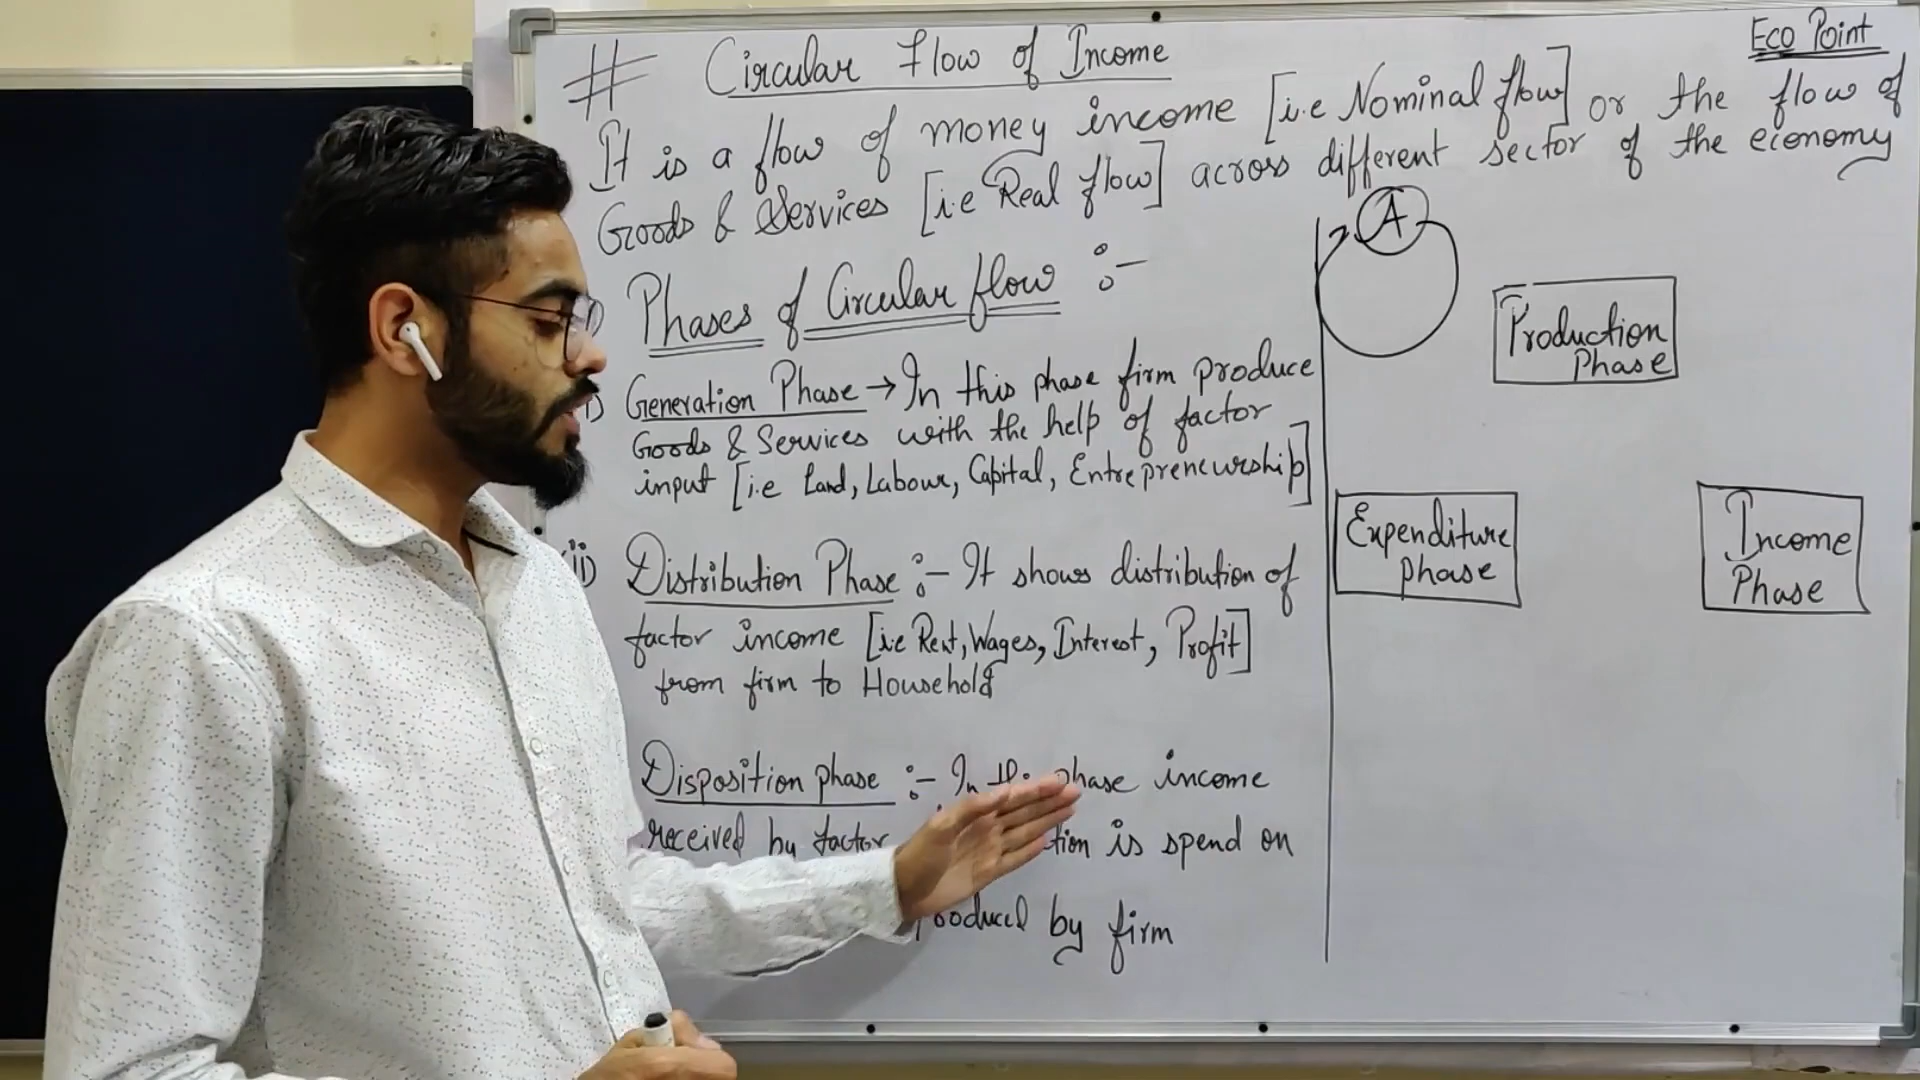 Eco Point
# Circular Flow of Income
It is a flow of money income [i.e Nominal flow] or the flow of
Goods & Services [i.e Real flow] across different sector of the economy
A
Phases of Circular flow :-
i) Generation Phase → In this phase firm produce
Goods & Services with the help of factor
input [i.e Land, Labour, Capital, Entrepreneurship]
ii) Distribution Phase :- It shows distribution of
factor income [i.e Rent, Wages, Interest, Profit]
from firm to Household
Disposition phase :- In phase income
received by factor is spend on
by firm
Production
Phase
Expenditure
phase
Income
Phase